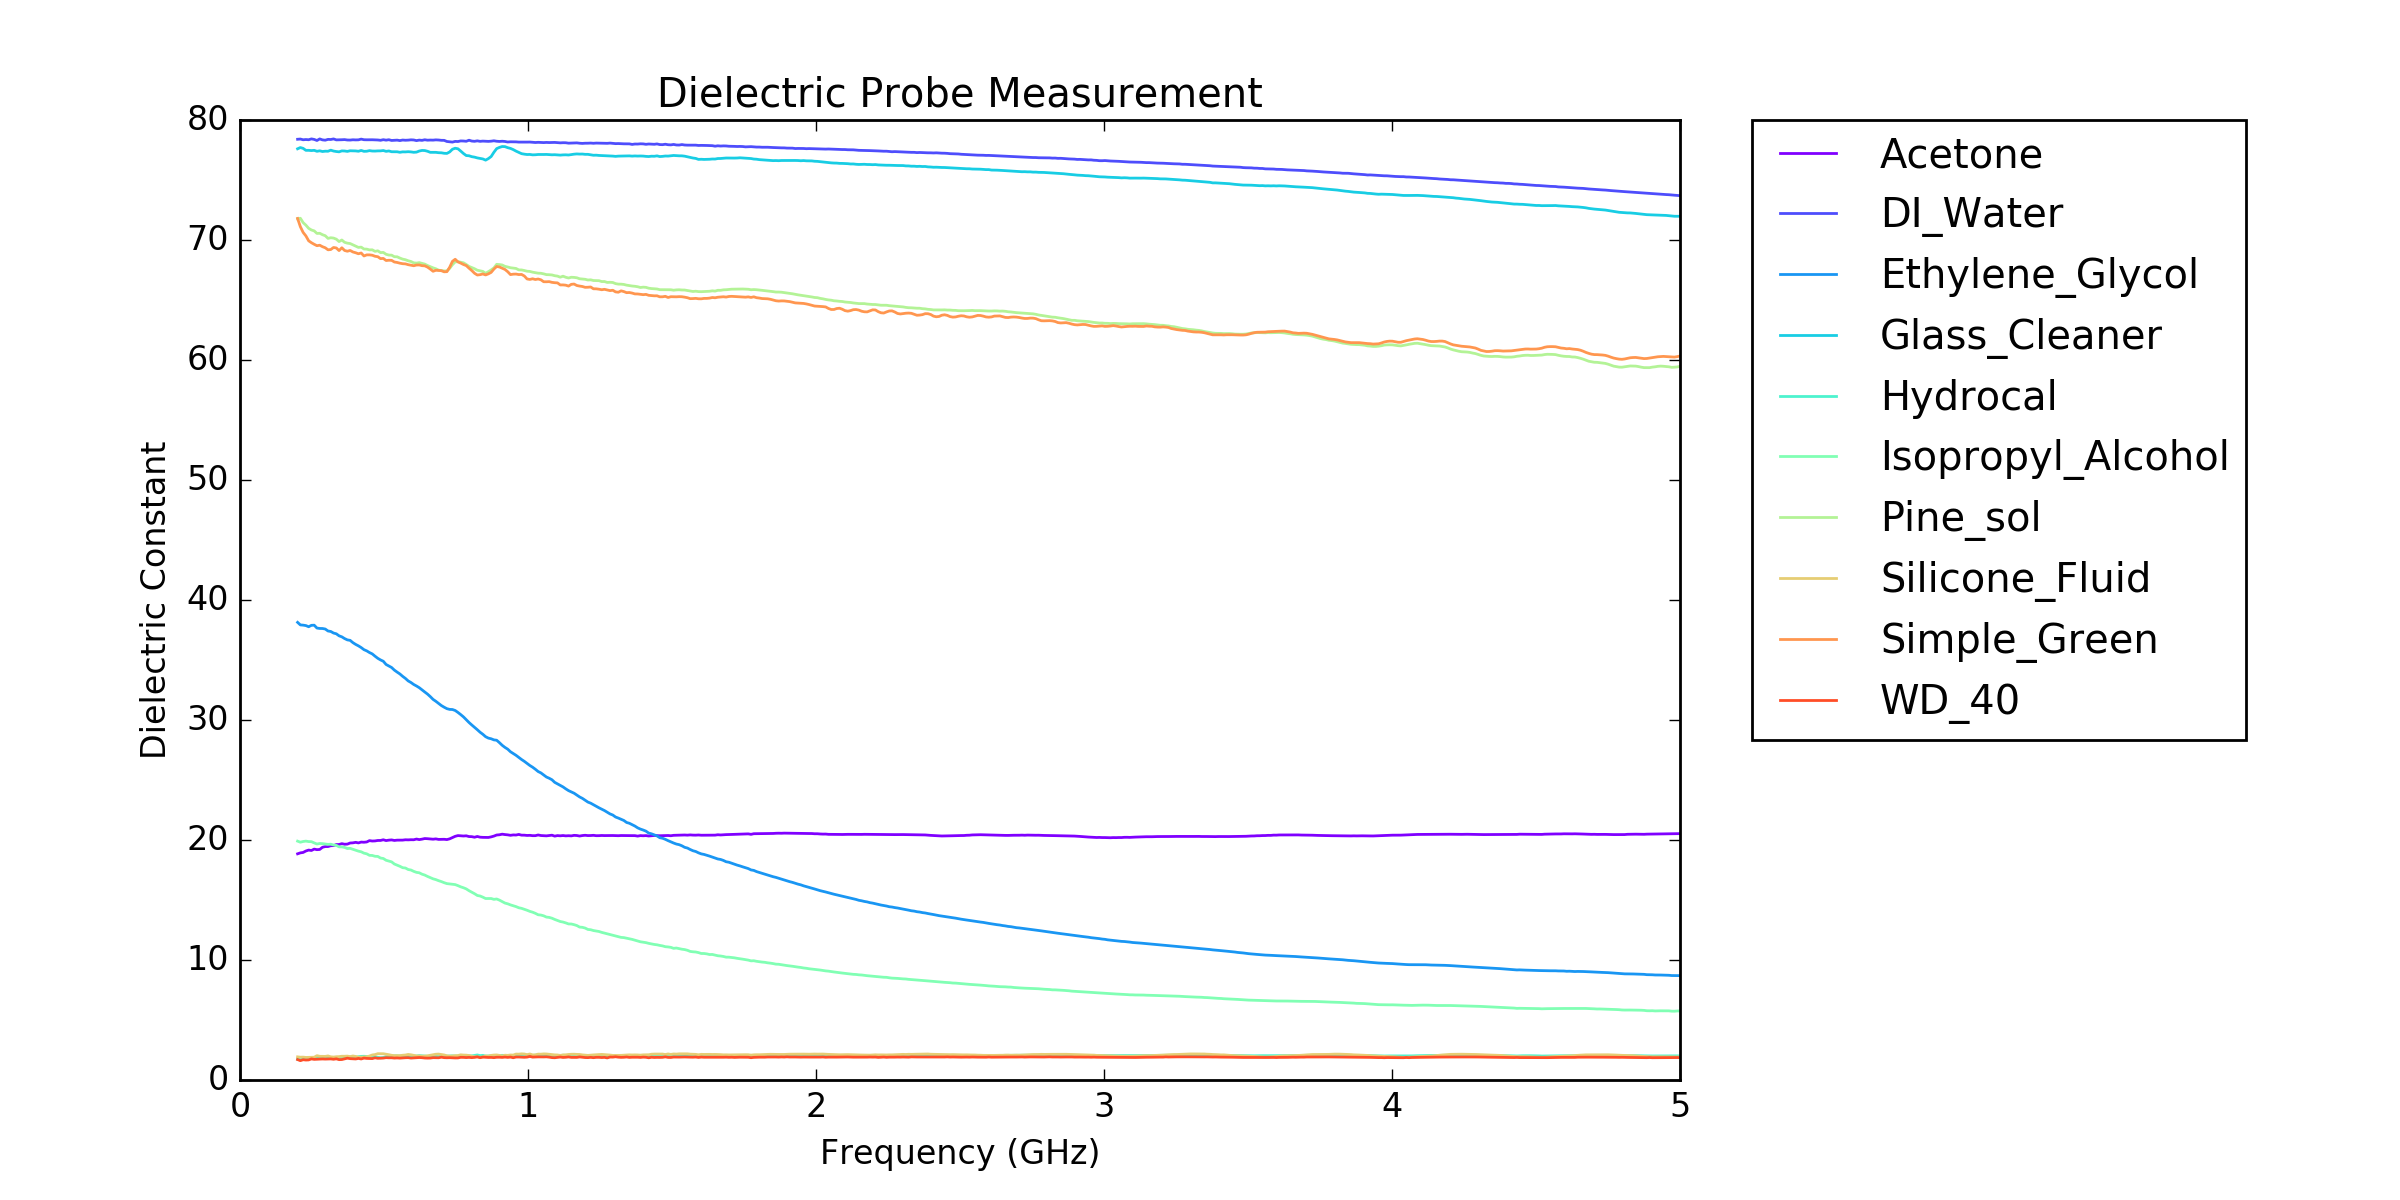 Dielectric Probe Measurement
80
70
60
50
40
30
20
10
0
Dielectric Constant
0 1 2 3 4 5
Frequency (GHz)
Acetone
DI_Water
Ethylene_Glycol
Glass_Cleaner
Hydrocal
Isopropyl_Alcohol
Pine_sol
Silicone_Fluid
Simple_Green
WD_40